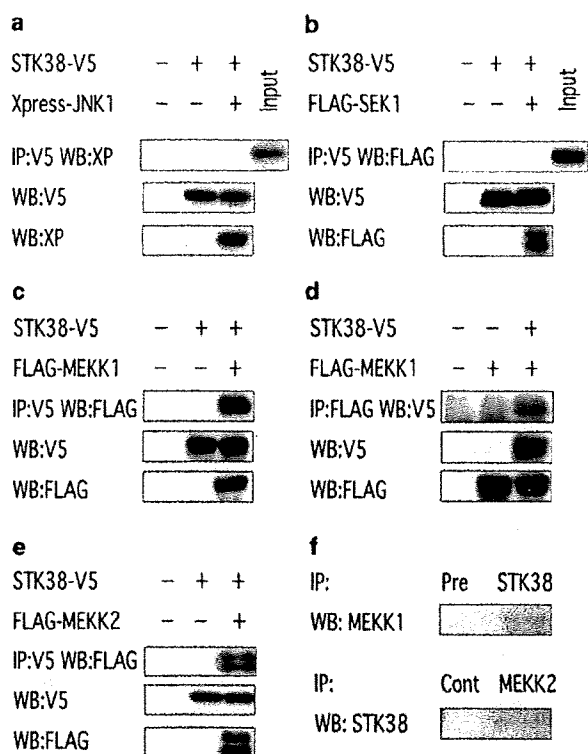 a
STK38-V5 – + +
Xpress-JNK1 – – + Input
IP:V5 WB:XP
WB:V5
WB:XP
b
STK38-V5 – + +
FLAG-SEK1 – – + Input
IP:V5 WB:FLAG
WB:V5
WB:FLAG
c
STK38-V5 – + +
FLAG-MEKK1 – – +
IP:V5 WB:FLAG
WB:V5
WB:FLAG
d
STK38-V5 – – +
FLAG-MEKK1 – + +
IP:FLAG WB:V5
WB:V5
WB:FLAG
e
STK38-V5 – + +
FLAG-MEKK2 – – +
IP:V5 WB:FLAG
WB:V5
WB:FLAG
f
IP: Pre STK38
WB: MEKK1
IP: Cont MEKK2
WB: STK38